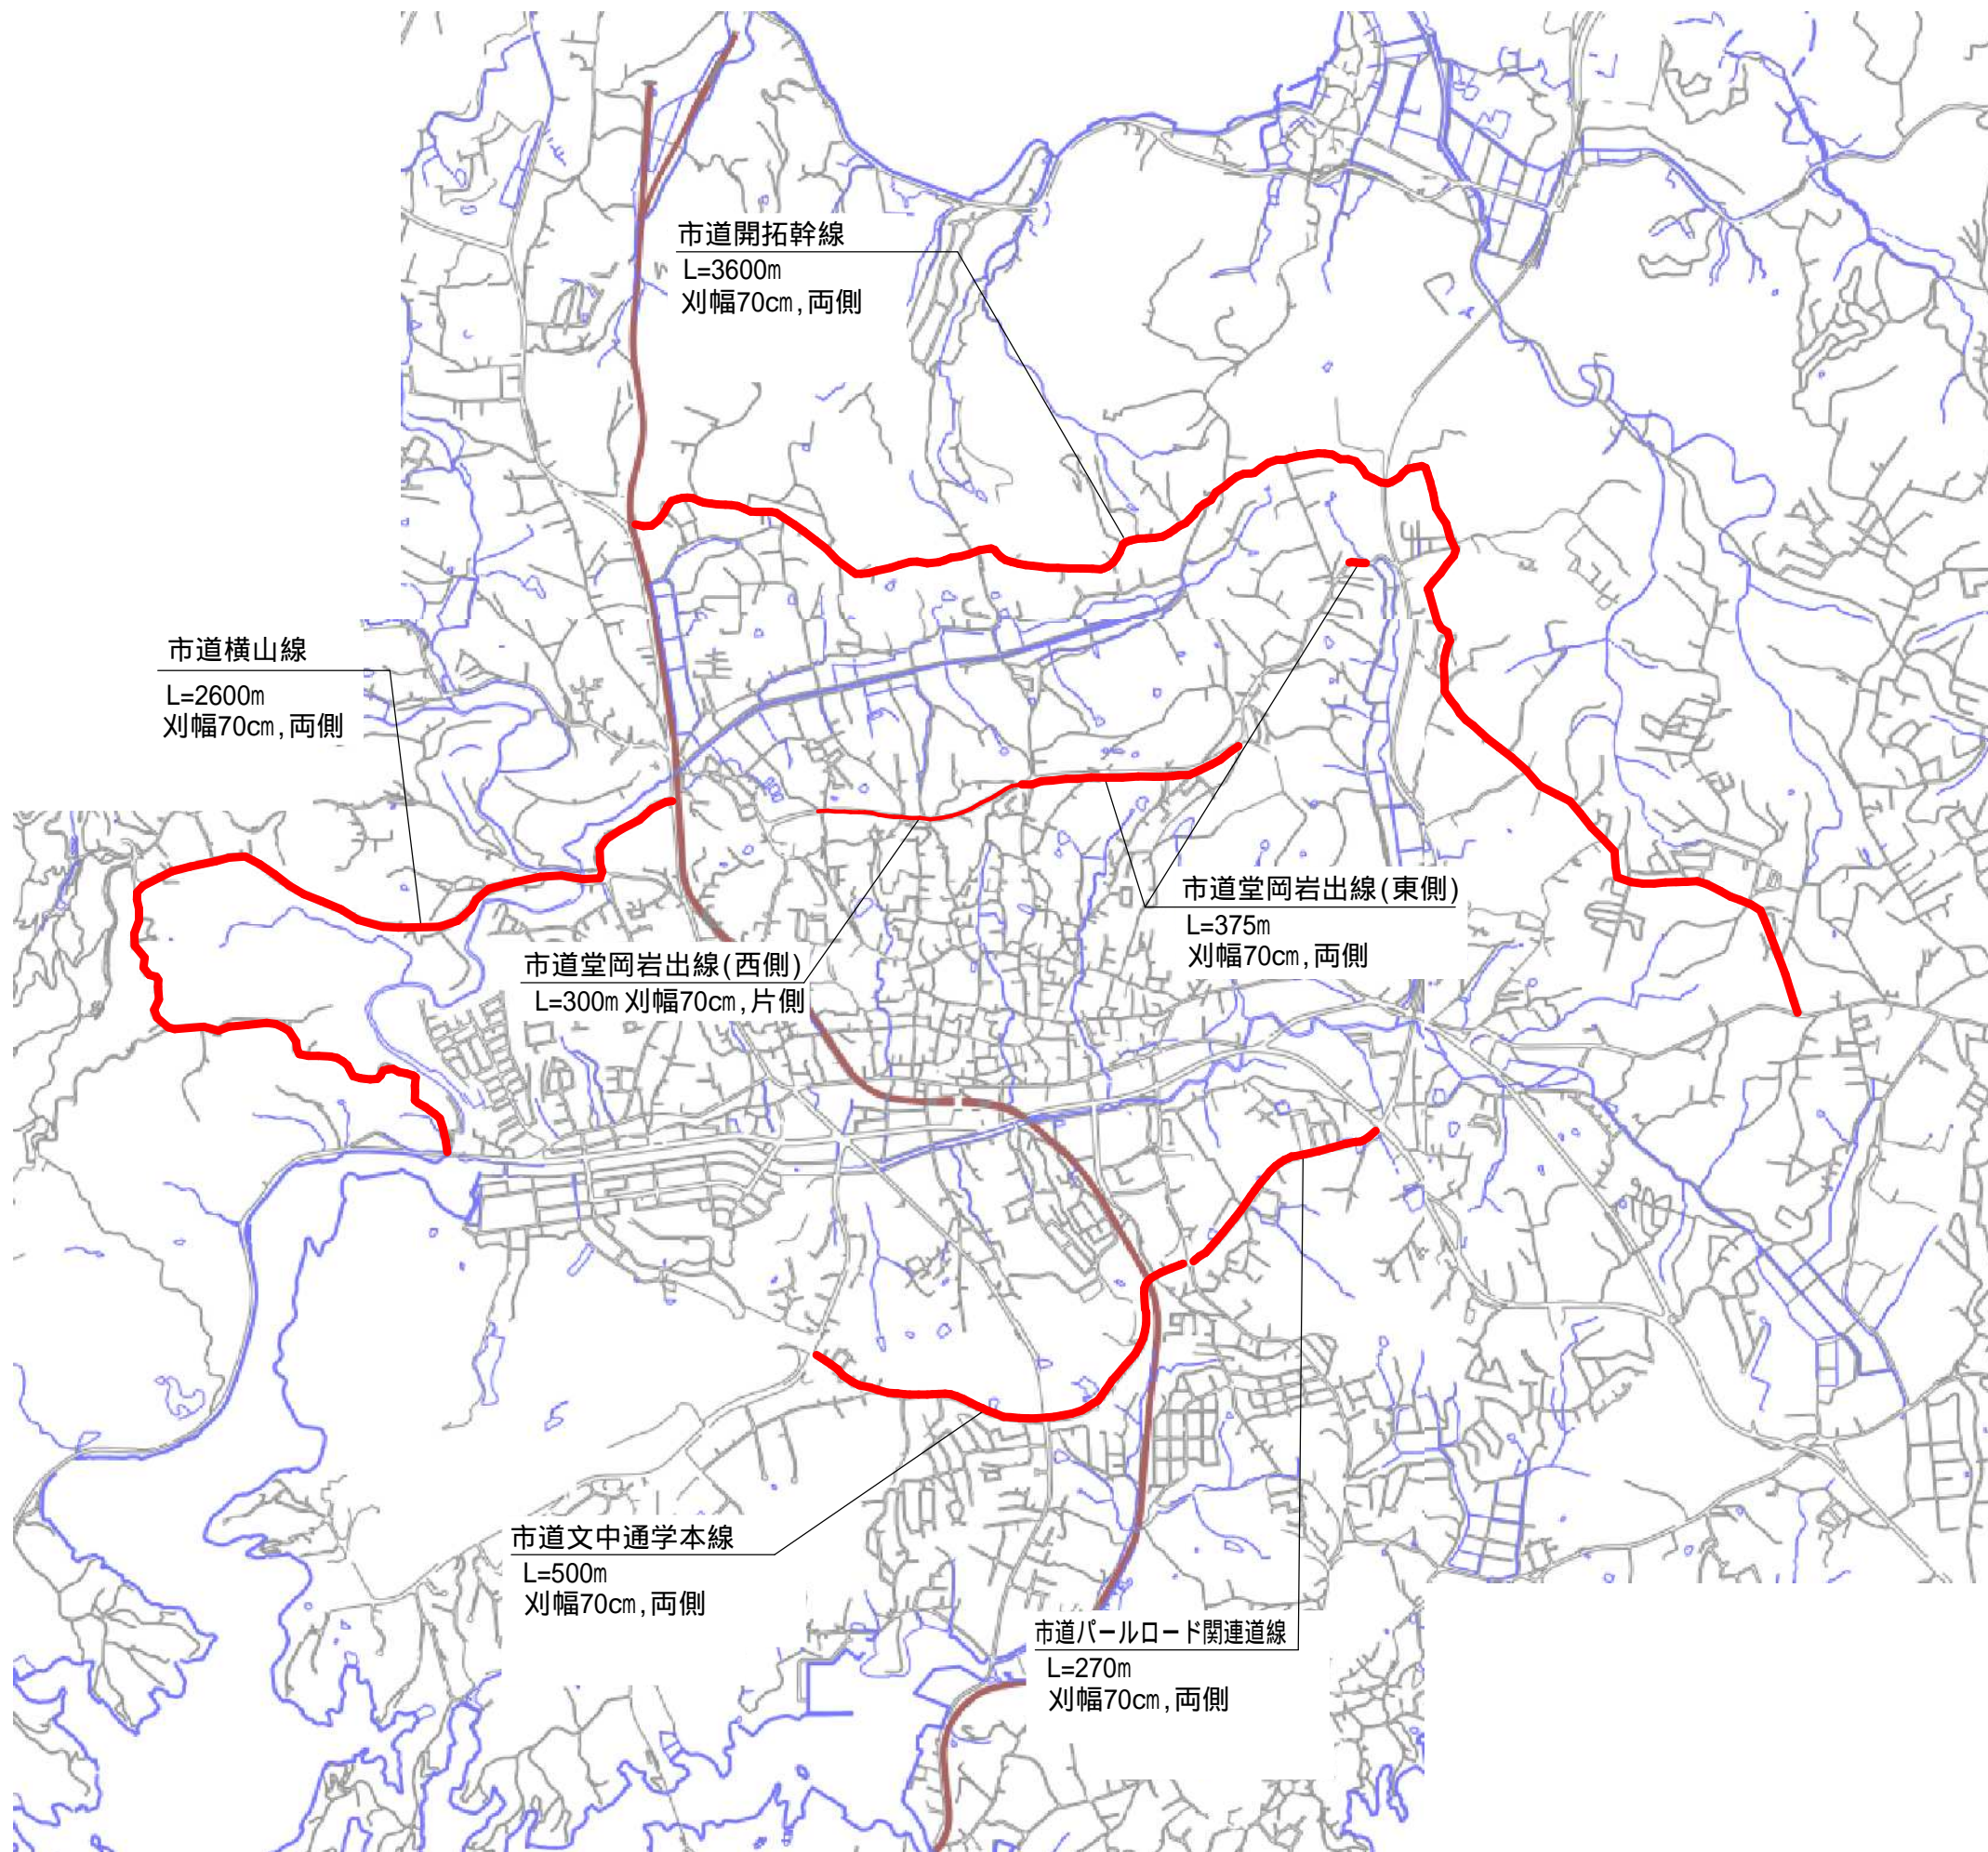 市道開拓幹線
L=3600m
刈幅70cm,両側
市道横山線
L=2600m
刈幅70cm,両側
市道堂岡岩出線(東側)
L=375m
刈幅70cm,両側
市道堂岡岩出線(西側)
L=300m 刈幅70cm,片側
市道文中通学本線
L=500m
刈幅70cm,両側
市道パールロード関連道線
L=270m
刈幅70cm,両側